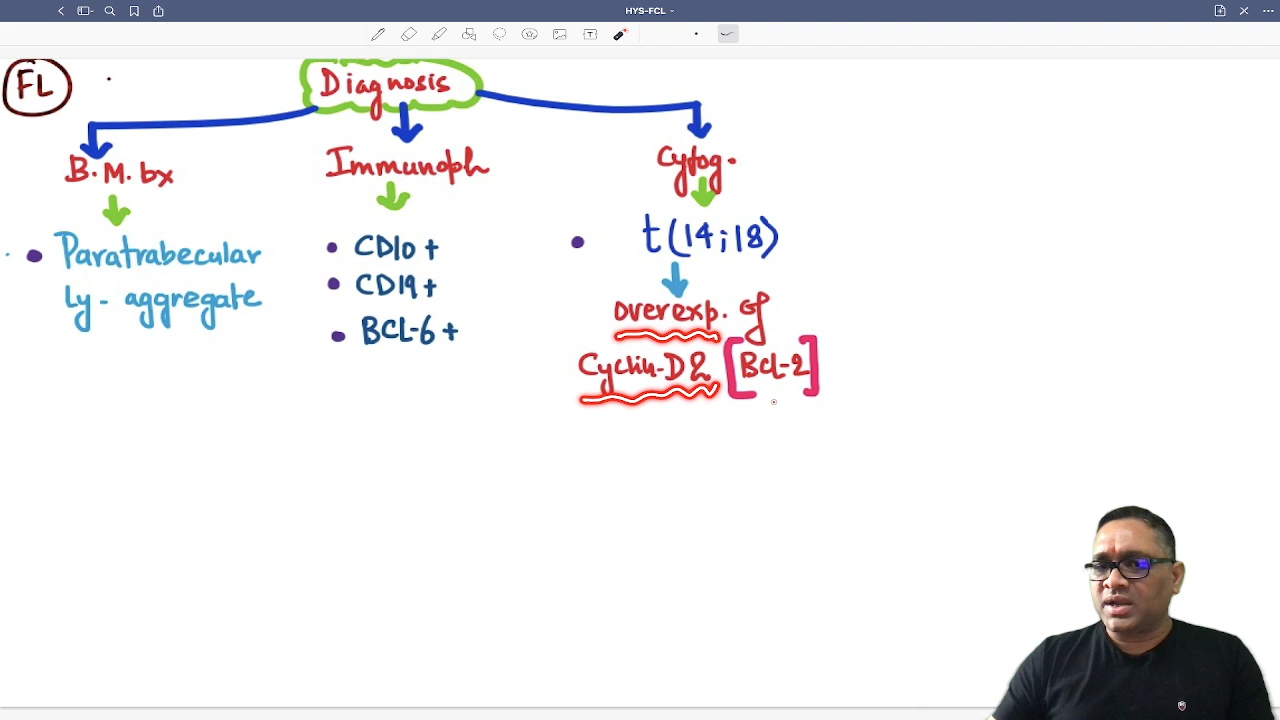 HYS-FCL
FL
Diagnosis
B.M. bx
Immunoph
Cytog.
Paratrabecular
Ly- aggregate
CD10 +
CD19 +
BCL-6 +
t(14;18)
overexp. of
Cyclin-D2 [Bcl-2]